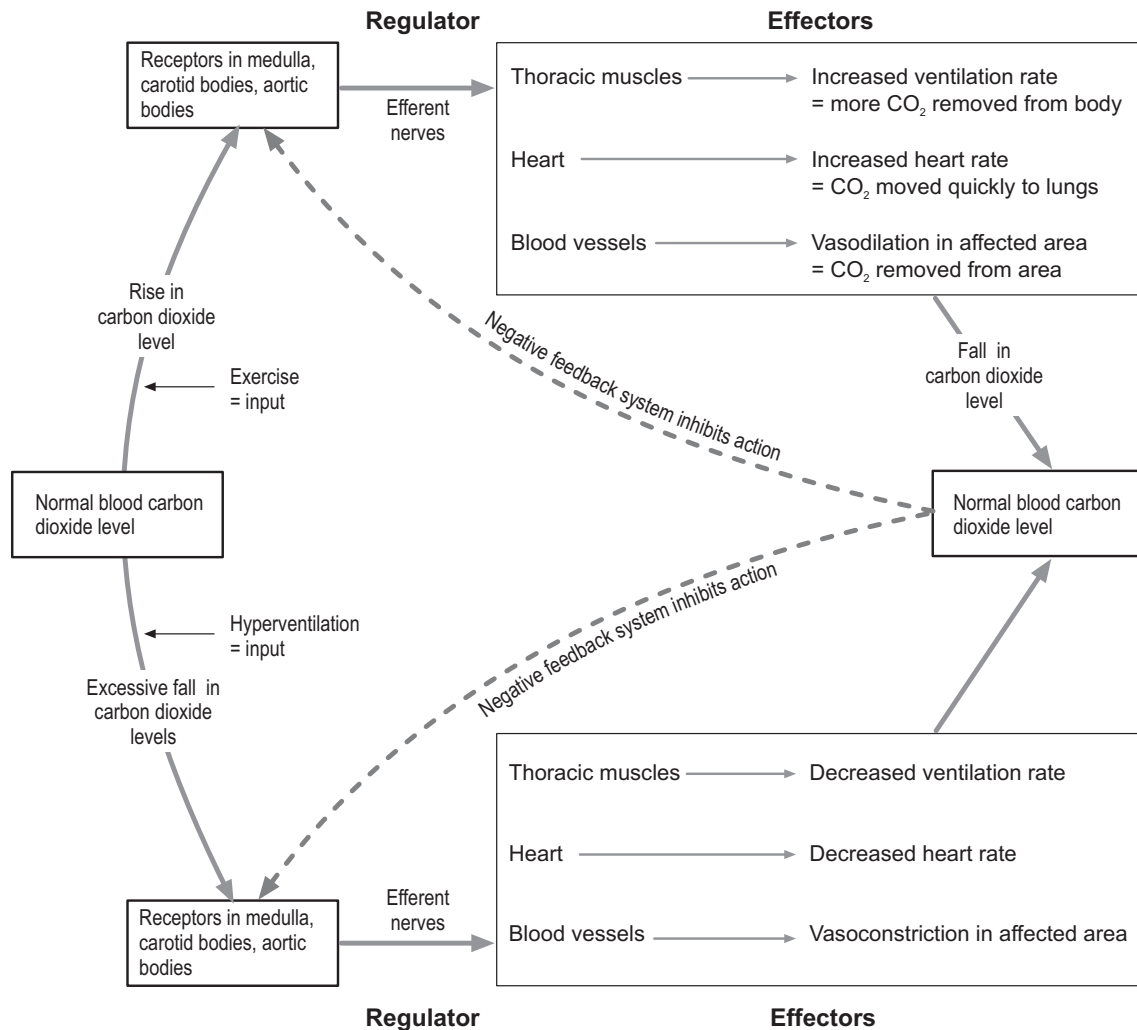 Regulator
Effectors
Receptors in medulla,
carotid bodies, aortic
bodies
Efferent
nerves
Thoracic muscles
Increased ventilation rate
= more CO₂ removed from body
Heart
Increased heart rate
= CO₂ moved quickly to lungs
Blood vessels
Vasodilation in affected area
= CO₂ removed from area
Rise in
carbon dioxide
level
Exercise
= input
Negative feedback system inhibits action
Fall in
carbon dioxide
level
Normal blood carbon
dioxide level
Normal blood carbon
dioxide level
Hyperventilation
= input
Negative feedback system inhibits action
Excessive fall in
carbon dioxide
levels
Receptors in medulla,
carotid bodies, aortic
bodies
Efferent
nerves
Thoracic muscles
Decreased ventilation rate
Heart
Decreased heart rate
Blood vessels
Vasoconstriction in affected area
Regulator
Effectors